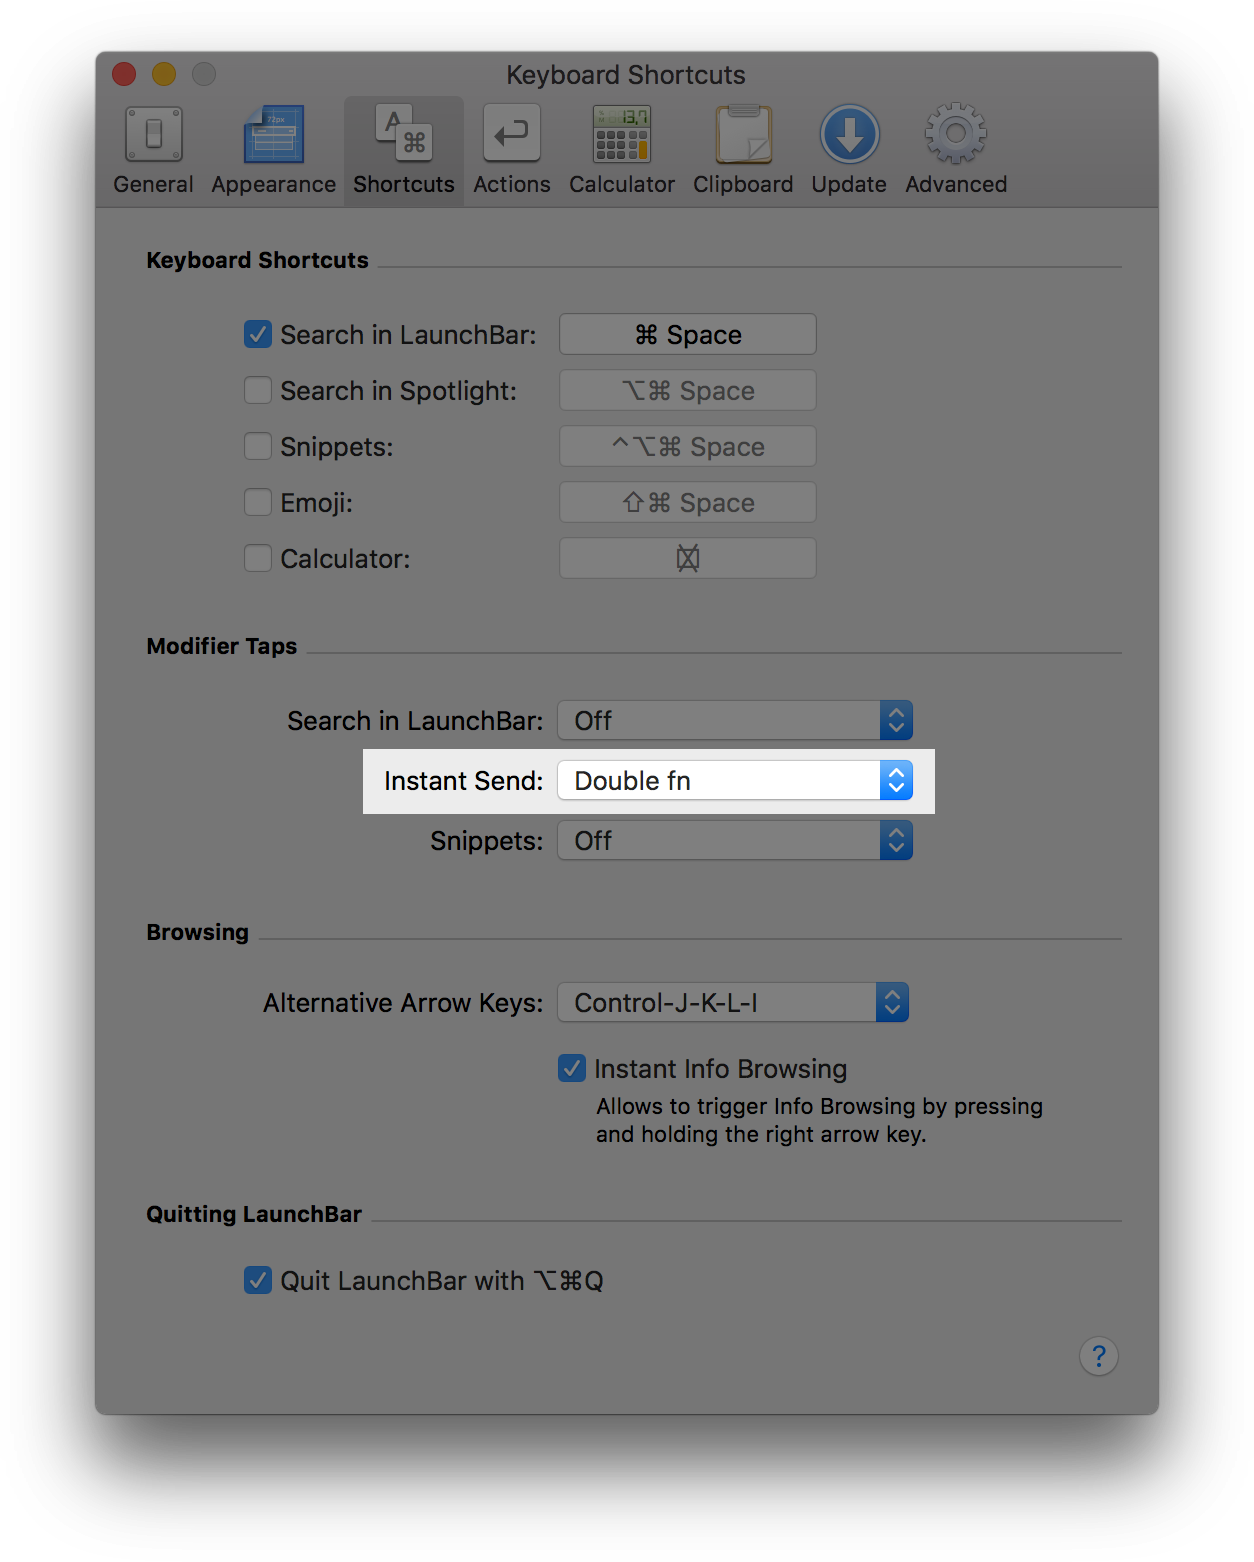 Keyboard Shortcuts
72px
A
⌘
13,7
General Appearance Shortcuts Actions Calculator Clipboard Update Advanced
Keyboard Shortcuts
Search in LaunchBar: ⌘ Space
Search in Spotlight: ⌥⌘ Space
Snippets: ^⌥⌘ Space
Emoji: ⇧⌘ Space
Calculator:
Modifier Taps
Search in LaunchBar: Off
Instant Send: Double fn
Snippets: Off
Browsing
Alternative Arrow Keys: Control-J-K-L-I
Instant Info Browsing
Allows to trigger Info Browsing by pressing
and holding the right arrow key.
Quitting LaunchBar
Quit LaunchBar with ⌥⌘Q
?